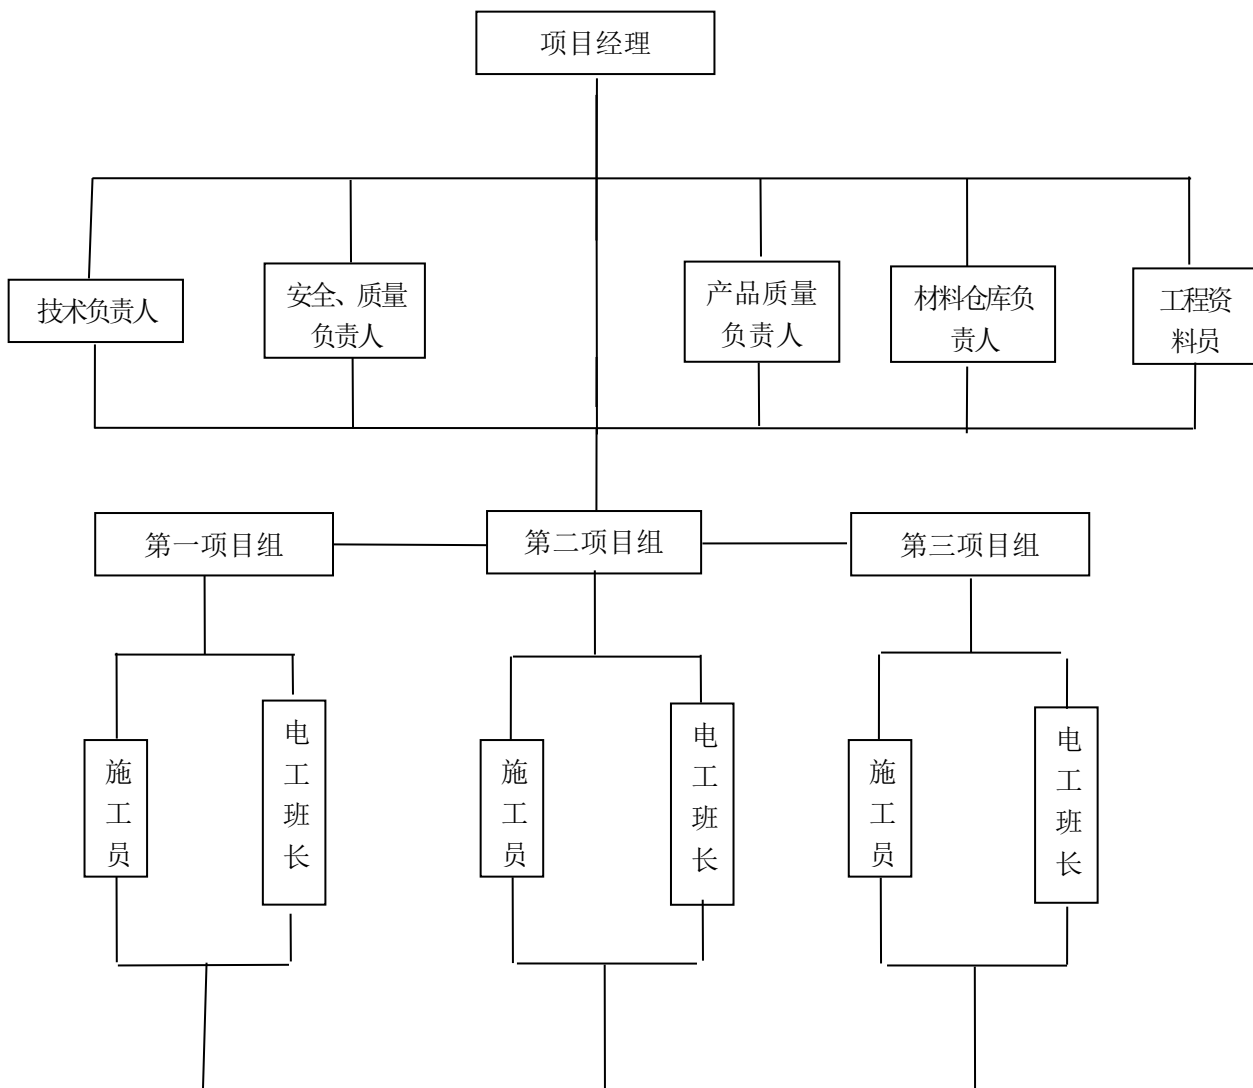 项目经理
技术负责人
安全、质量
负责人
产品质量
负责人
材料仓库负
责人
工程资
料员
第一项目组
第二项目组
第三项目组
施工员
电工班长
施工员
电工班长
施工员
电工班长